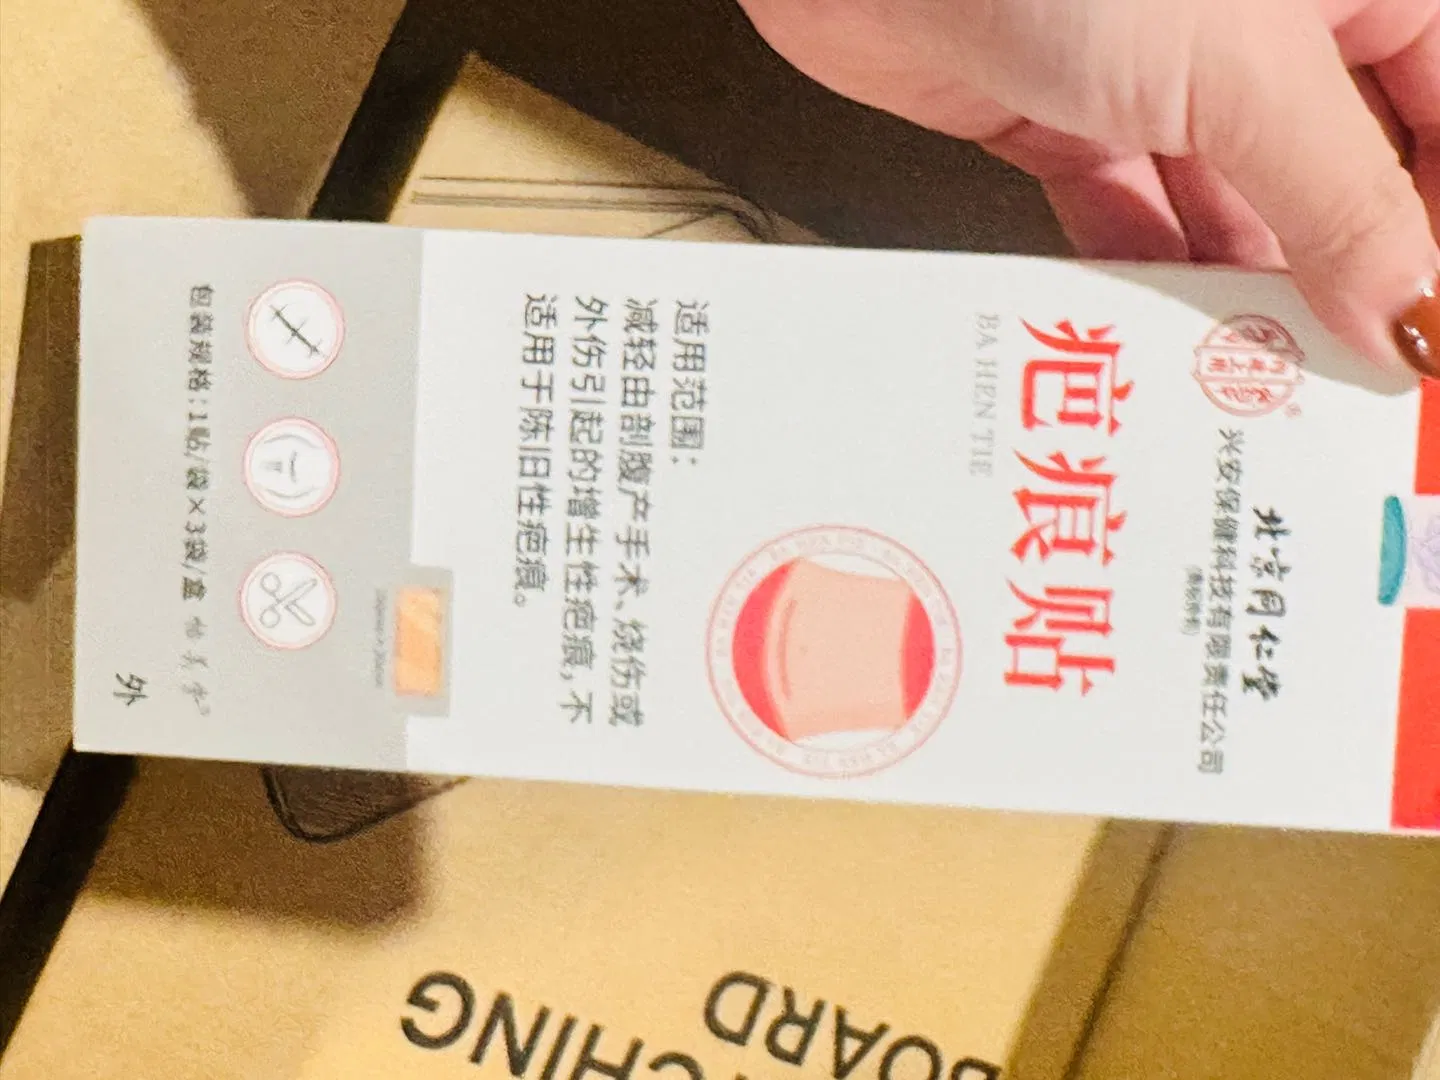 北京同仁堂
兴安保健科技有限责任公司
疤痕贴
BA HEN TIE
适用范围：
减轻由剖腹产手术、烧伤或
外伤引起的增生性疤痕，不
适用于陈旧性疤痕。
包装规格：1贴/袋×3袋/盒
外
CHING
BOARD